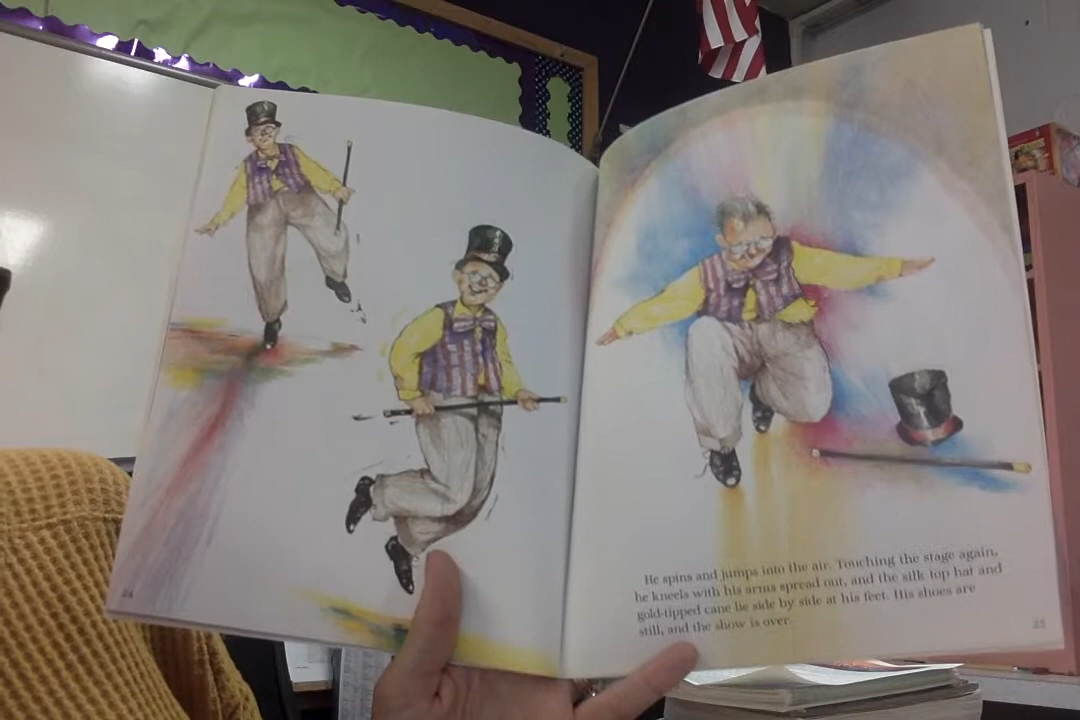 He spins and jumps into the air. Touching the stage again,
he kneels with his arms spread out, and the silk top hat and
gold-tipped cane lie side by side at his feet. His shoes are
still, and the show is over.